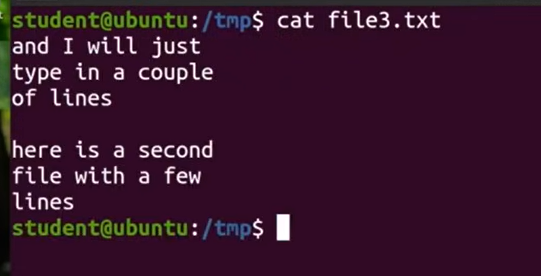 student@ubuntu:/tmp$ cat file3.txt
and I will just
type in a couple
of lines

here is a second
file with a few
lines
student@ubuntu:/tmp$